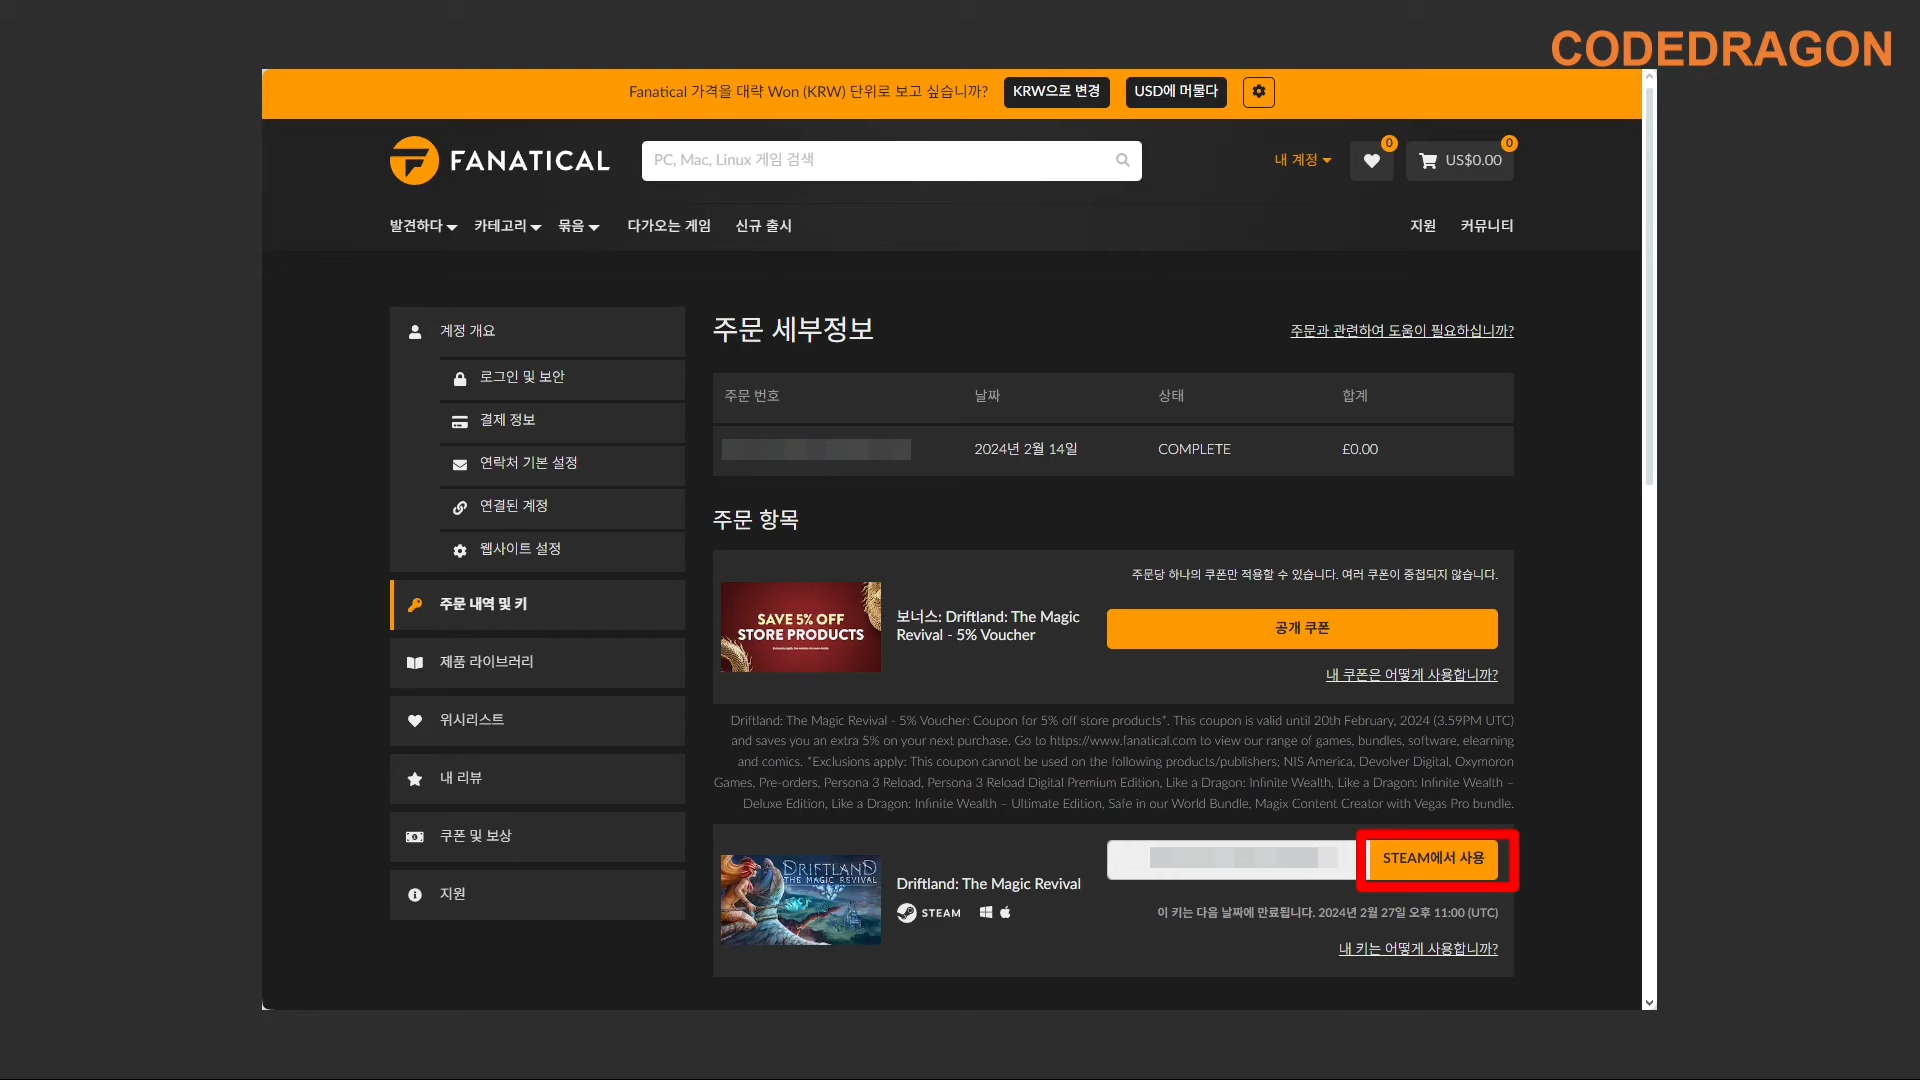 CODEDRAGON
Fanatical 가격을 대략 Won (KRW) 단위로 보고 싶습니까? KRW으로 변경 USD에 머물다
FANATICAL
PC, Mac, Linux 게임 검색
내 계정
0
US$0.00
0
발견하다 카테고리 묶음 다가오는 게임 신규 출시
지원 커뮤니티
계정 개요
로그인 및 보안
결제 정보
연락처 기본 설정
연결된 계정
웹사이트 설정
주문 내역 및 키
제품 라이브러리
위시리스트
내 리뷰
쿠폰 및 보상
지원
주문 세부정보
주문과 관련하여 도움이 필요하십니까?
주문 번호 날짜 상태 합계
2024년 2월 14일 COMPLETE £0.00
주문 항목
SAVE 5% OFF
STORE PRODUCTS
보너스: Driftland: The Magic
Revival - 5% Voucher
주문당 하나의 쿠폰만 적용할 수 있습니다. 여러 쿠폰이 중첩되지 않습니다.
공개 쿠폰
내 쿠폰은 어떻게 사용합니까?
Driftland: The Magic Revival - 5% Voucher: Coupon for 5% off store products*. This coupon is valid until 20th February, 2024 (3.59PM UTC)
and saves you an extra 5% on your next purchase. Go to https://www.fanatical.com to view our range of games, bundles, software, elearning
and comics. *Exclusions apply: This coupon cannot be used on the following products/publishers; NIS America, Devolver Digital, Oxymoron
Games, Pre-orders, Persona 3 Reload, Persona 3 Reload Digital Premium Edition, Like a Dragon: Infinite Wealth, Like a Dragon: Infinite Wealth –
Deluxe Edition, Like a Dragon: Infinite Wealth – Ultimate Edition, Safe in our World Bundle, Magix Content Creator with Vegas Pro bundle.
DRIFTLAND
THE MAGIC REVIVAL
Driftland: The Magic Revival
STEAM
STEAM에서 사용
이 키는 다음 날짜에 만료됩니다. 2024년 2월 27일 오후 11:00 (UTC)
내 키는 어떻게 사용합니까?